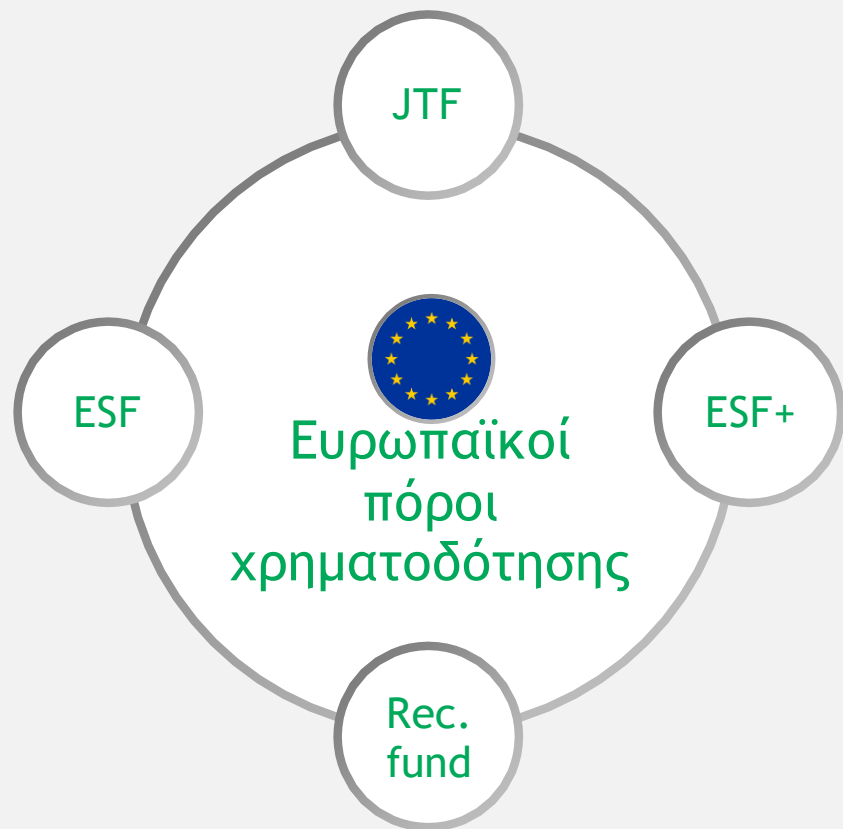 JTF
ESF
ESF+
Ευρωπαϊκοί
πόροι
χρηματοδότησης
Rec.
fund